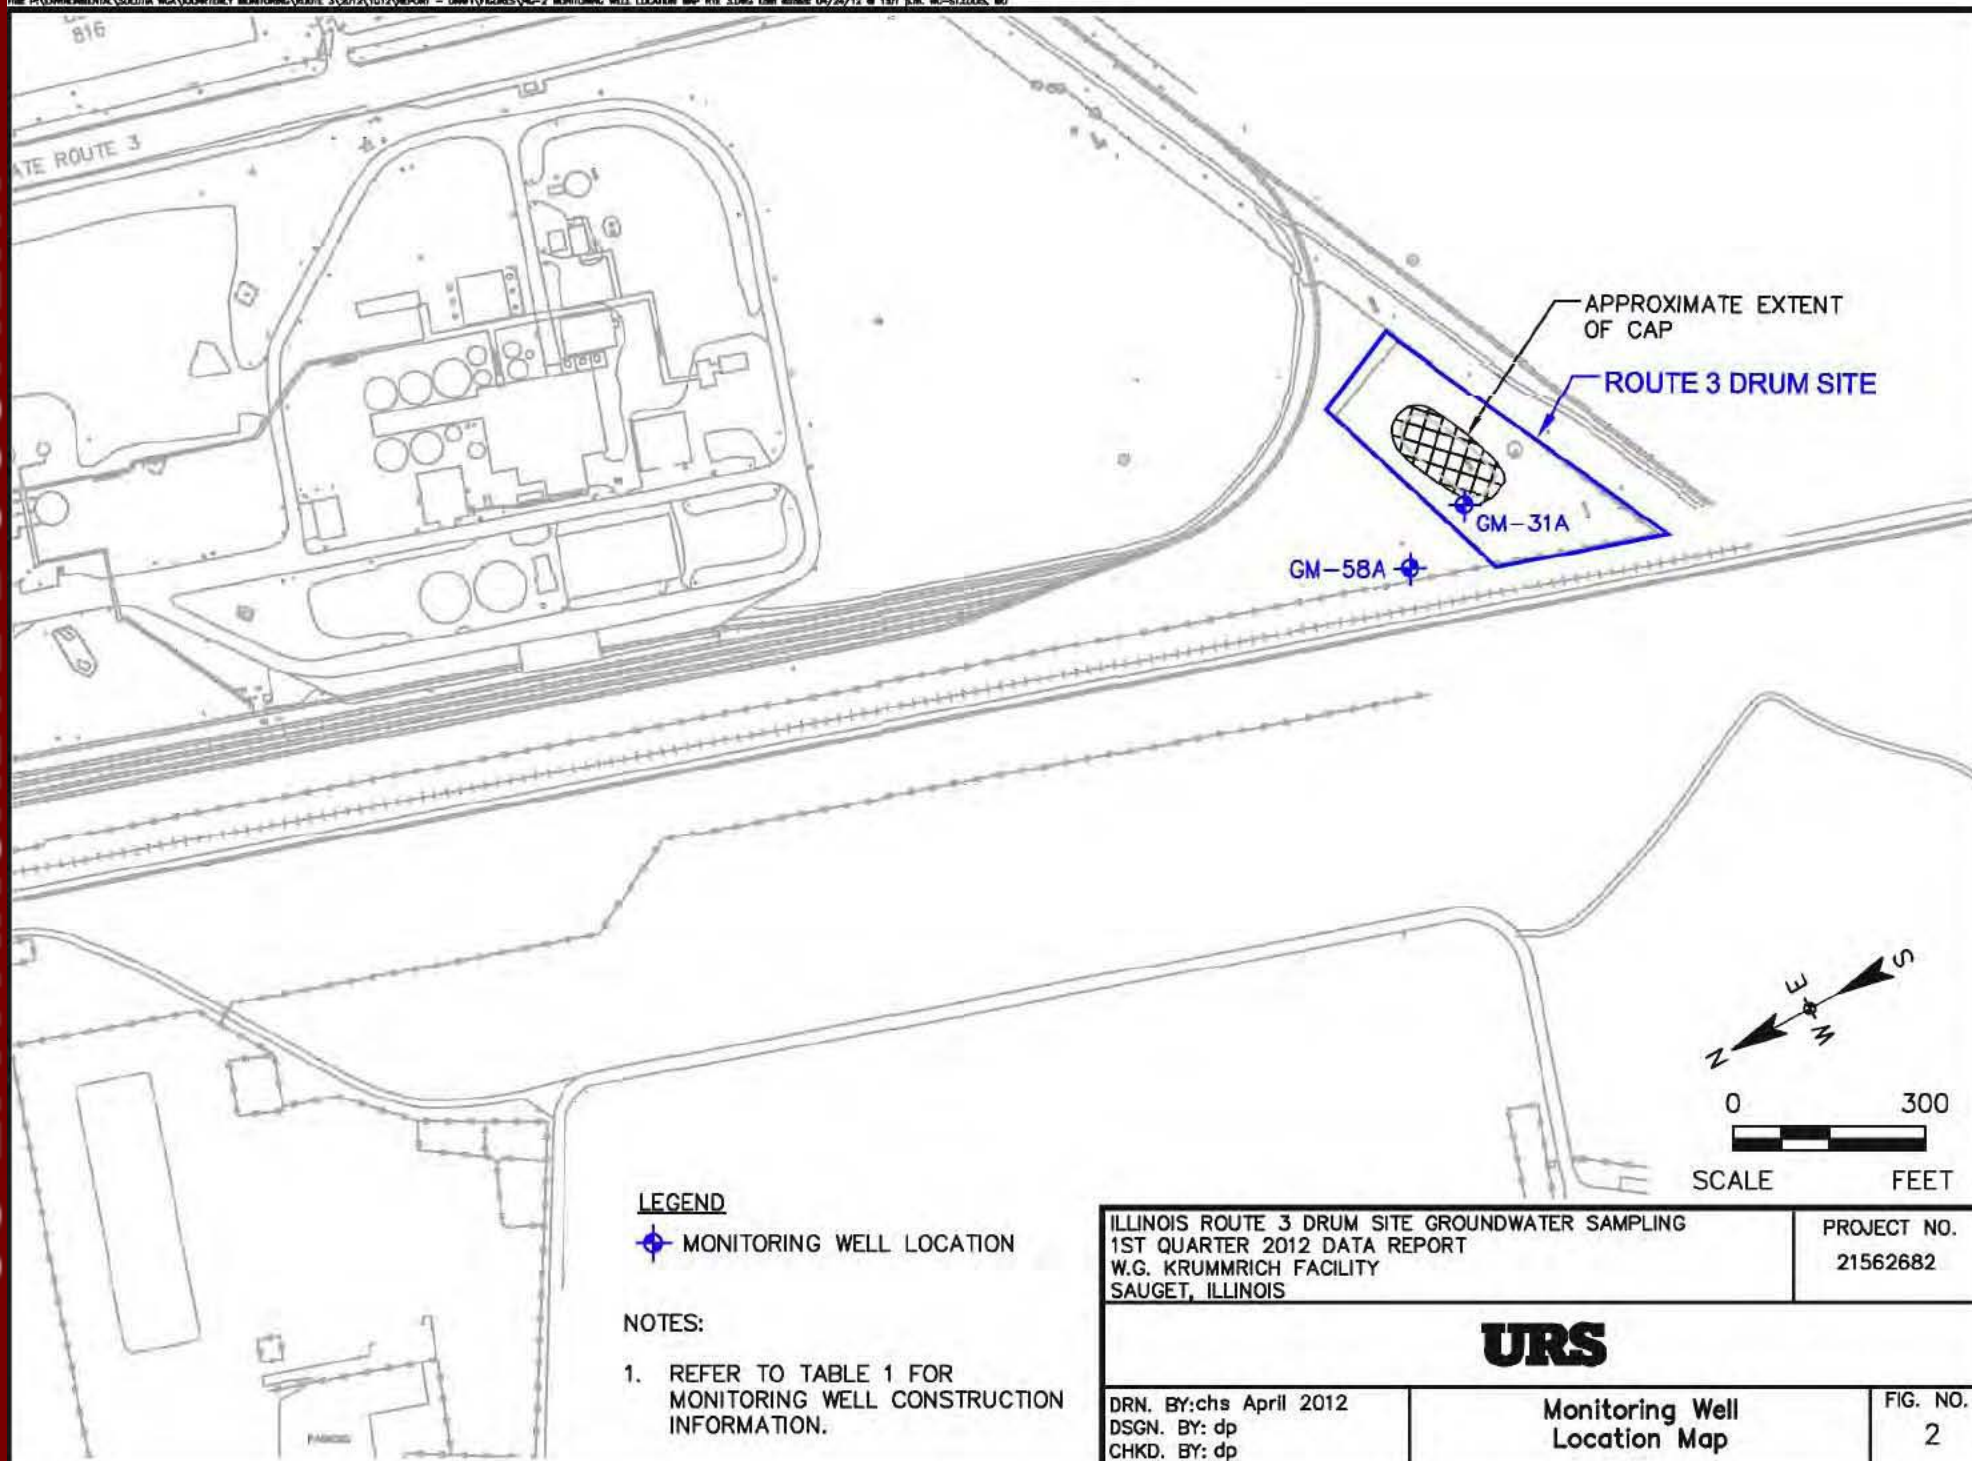 816
ATE ROUTE 3
APPROXIMATE EXTENT
OF CAP
ROUTE 3 DRUM SITE
GM-31A
GM-58A
S
E
W
N
0 300
SCALE FEET
LEGEND
MONITORING WELL LOCATION
NOTES:
1. REFER TO TABLE 1 FOR
MONITORING WELL CONSTRUCTION
INFORMATION.
PARKING
ILLINOIS ROUTE 3 DRUM SITE GROUNDWATER SAMPLING
1ST QUARTER 2012 DATA REPORT
W.G. KRUMMRICH FACILITY
SAUGET, ILLINOIS
PROJECT NO.
21562682
URS
DRN. BY:chs April 2012
DSGN. BY: dp
CHKD. BY: dp
Monitoring Well
Location Map
FIG. NO.
2